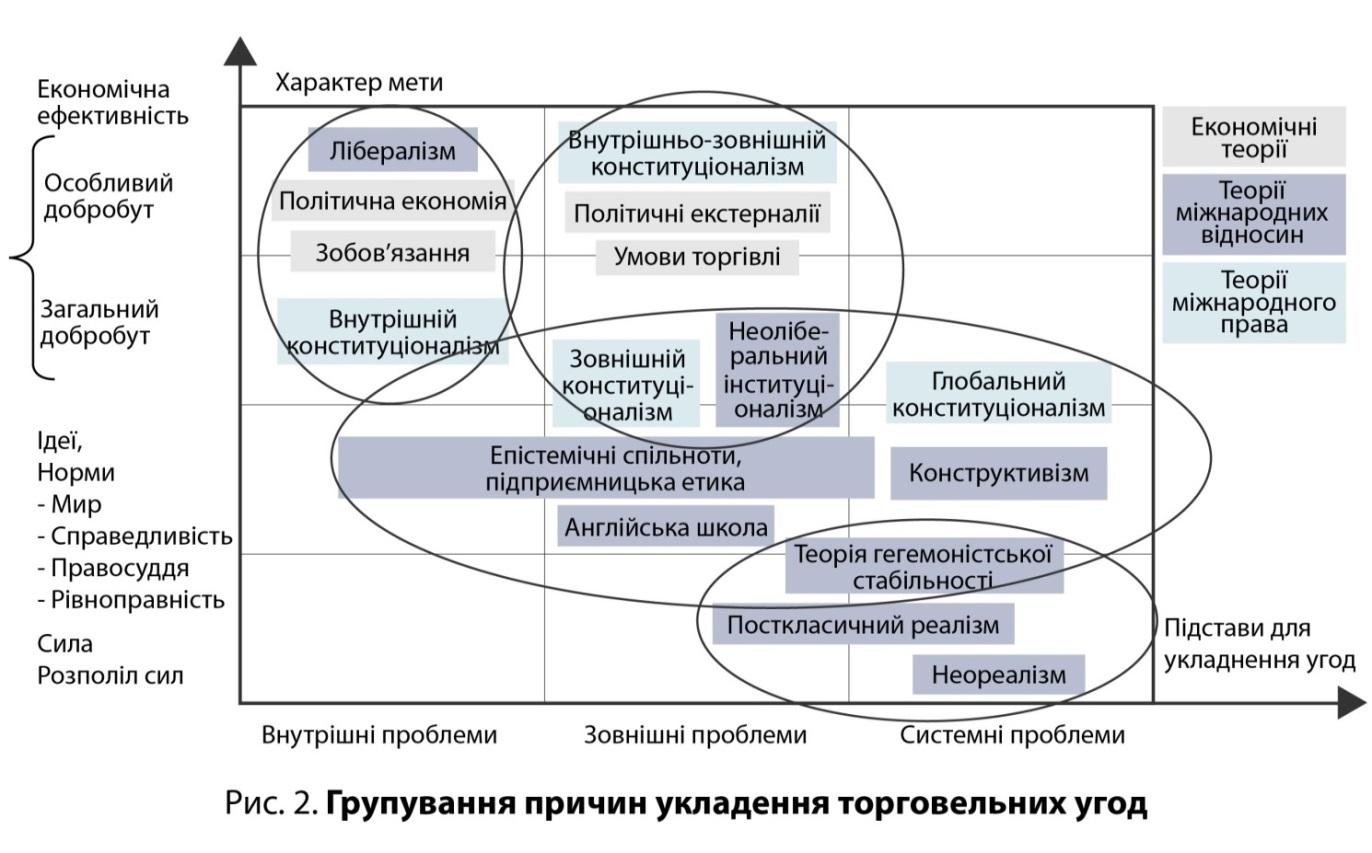 Характер мети
Економічна
ефективність
Особливий
добробут
Загальний
добробут
Ідеї,
Норми
- Мир
- Справедливість
- Правосуддя
- Рівноправність
Сила
Розподіл сил
Лібералізм
Політична економія
Зобов’язання
Внутрішній
конституціоналізм
Внутрішньо-зовнішній
конституціоналізм
Політичні екстерналії
Умови торгівлі
Зовнішній
конституці-
оналізм
Неолібе-
ральний
інституці-
оналізм
Глобальний
конституціоналізм
Епістемічні спільноти,
підприємницька етика
Конструктивізм
Англійська школа
Теорія гегемоністської
стабільності
Посткласичний реалізм
Неореалізм
Економічні
теорії
Теорії
міжнародних
відносин
Теорії
міжнародного
права
Підстави для
укладнення угод
Внутрішні проблеми
Зовнішні проблеми
Системні проблеми
Рис. 2. Групування причин укладення торговельних угод